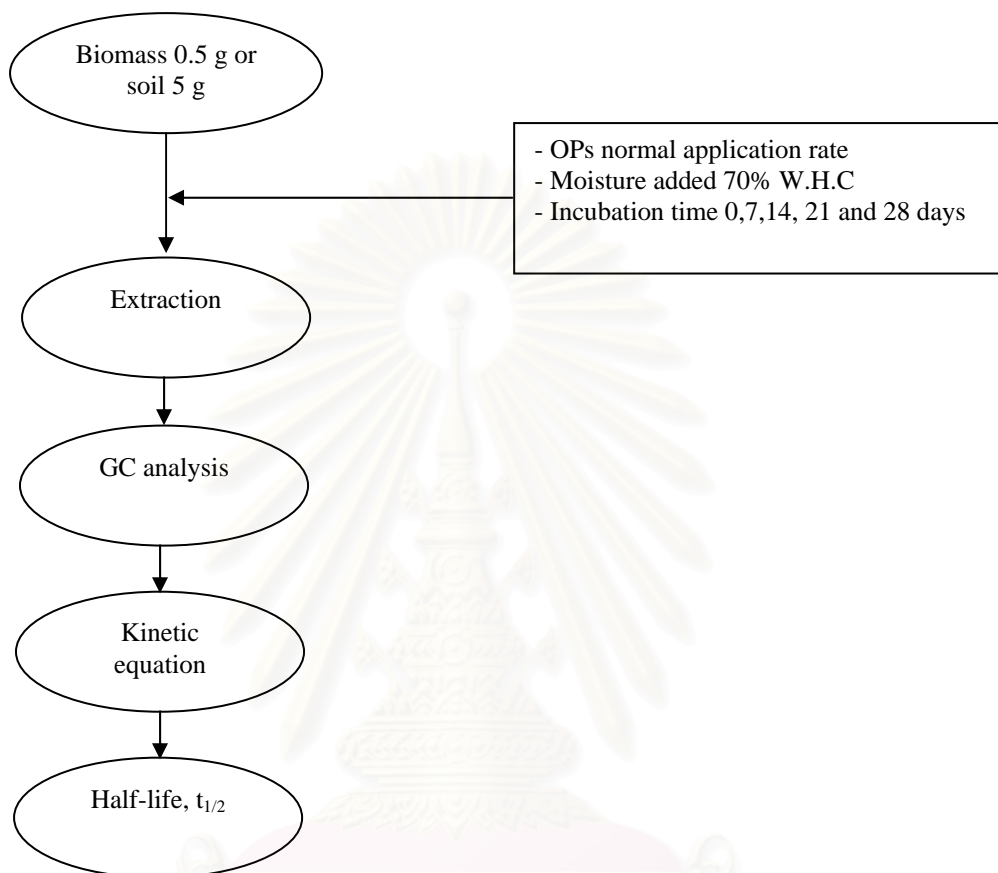 Biomass 0.5 g or
soil 5 g
- OPs normal application rate
- Moisture added 70% W.H.C
- Incubation time 0,7,14, 21 and 28 days
Extraction
GC analysis
Kinetic
equation
Half-life, t1/2